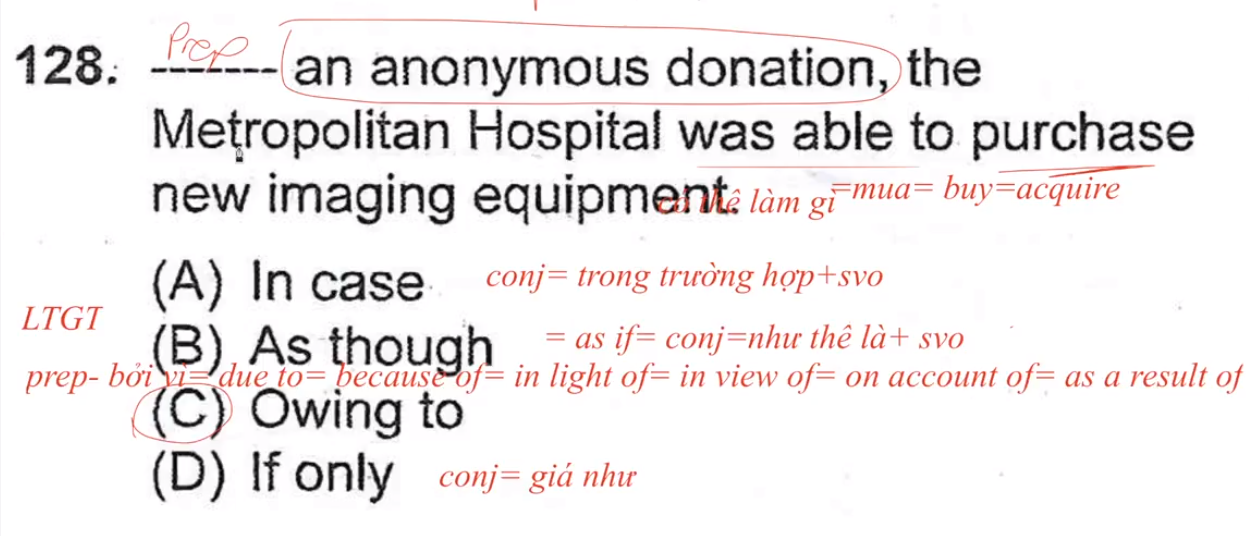 Prep
128. ------- an anonymous donation, the
Metropolitan Hospital was able to purchase
new imaging equipment. có thê làm gì =mua= buy=acquire
(A) In case conj= trong trường hợp+svo
LTGT
(B) As though = as if= conj=như thê là+ svo
prep- bởi vì= due to= because of= in light of= in view of= on account of= as a result of
(C) Owing to
(D) If only conj= giá như